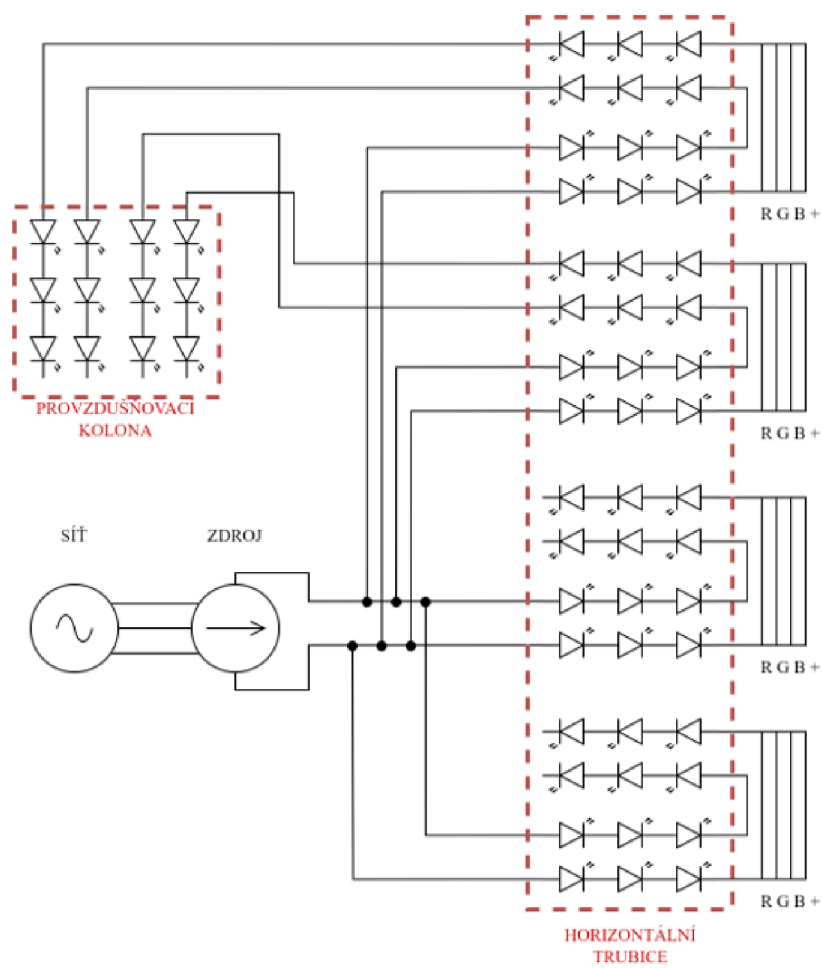 R G B +
PROVZDUŠŇOVACÍ
KOLONA
R G B +
SÍŤ
ZDROJ
R G B +
R G B +
HORIZONTÁLNÍ
TRUBICE